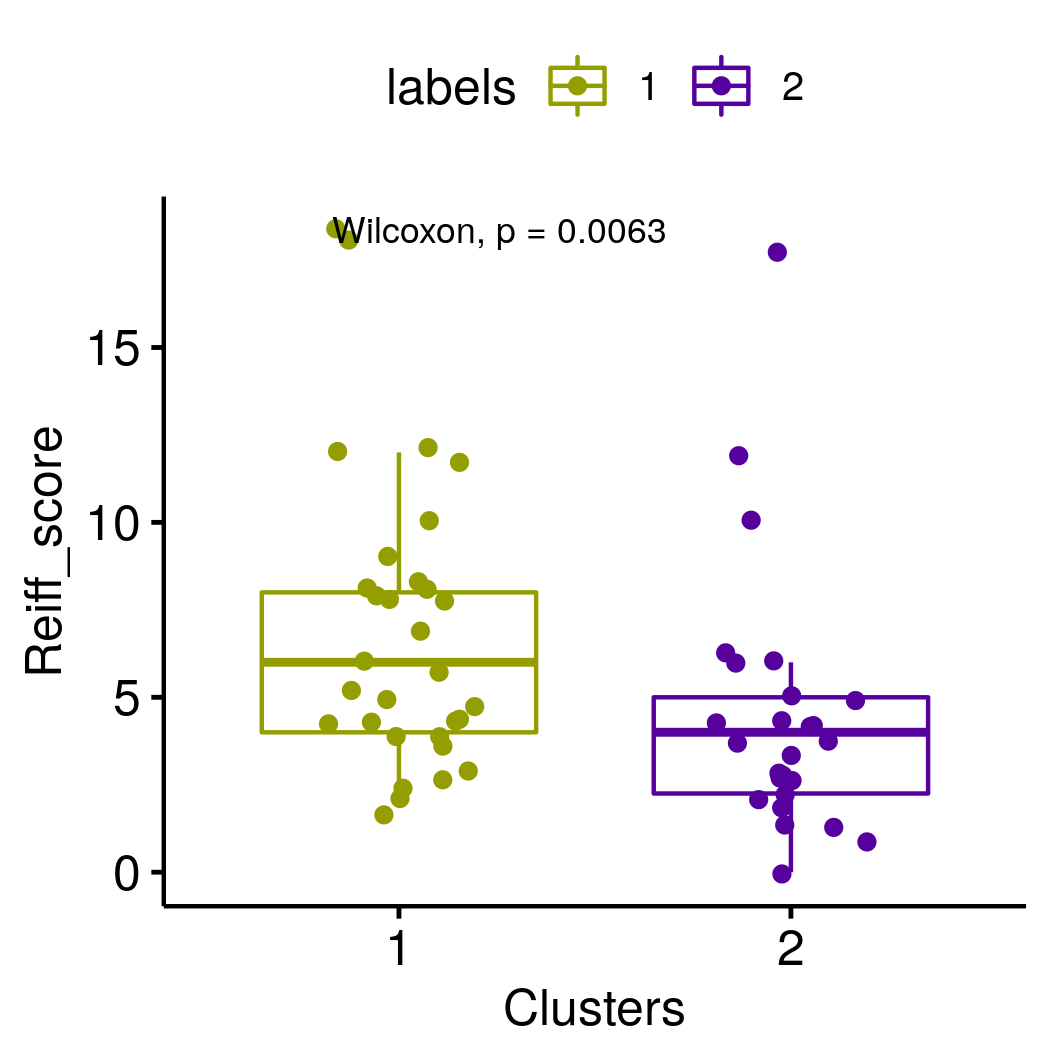 labels 1 2
Wilcoxon, p = 0.0063
Reiff_score
15
10
5
0
1 2
Clusters